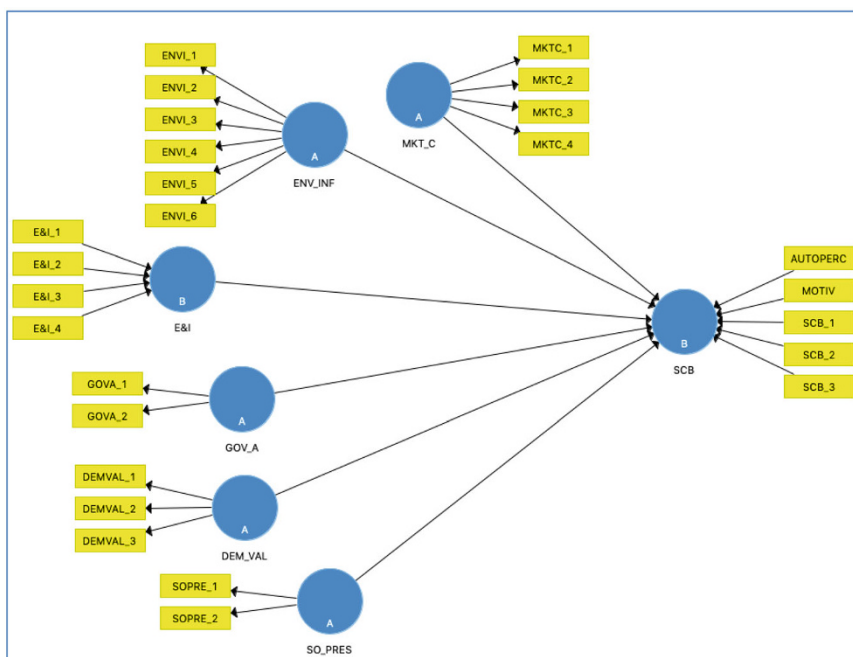 ENVI_1
ENVI_2
ENVI_3
ENVI_4
ENVI_5
ENVI_6
A
ENV_INF
MKTC_1
MKTC_2
MKTC_3
MKTC_4
A
MKT_C
E&I_1
E&I_2
E&I_3
E&I_4
B
E&I
AUTOPERC
MOTIV
SCB_1
SCB_2
SCB_3
B
SCB
GOVA_1
GOVA_2
A
GOV_A
DEMVAL_1
DEMVAL_2
DEMVAL_3
A
DEM_VAL
SOPRE_1
SOPRE_2
A
SO_PRES